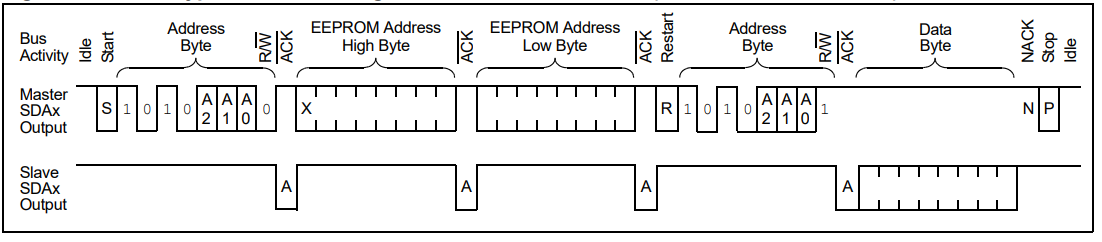 Bus
Activity
Idle
Start
Address
Byte
R/W
ACK
EEPROM Address
High Byte
ACK
EEPROM Address
Low Byte
ACK
Restart
Address
Byte
R/W
ACK
Data
Byte
NACK
Stop
Idle
Master
SDAx
Output
S 1 0 1 0 A2 A1 A0 0 X R 1 0 1 0 A2 A1 A0 1 N P
Slave
SDAx
Output
A A A A